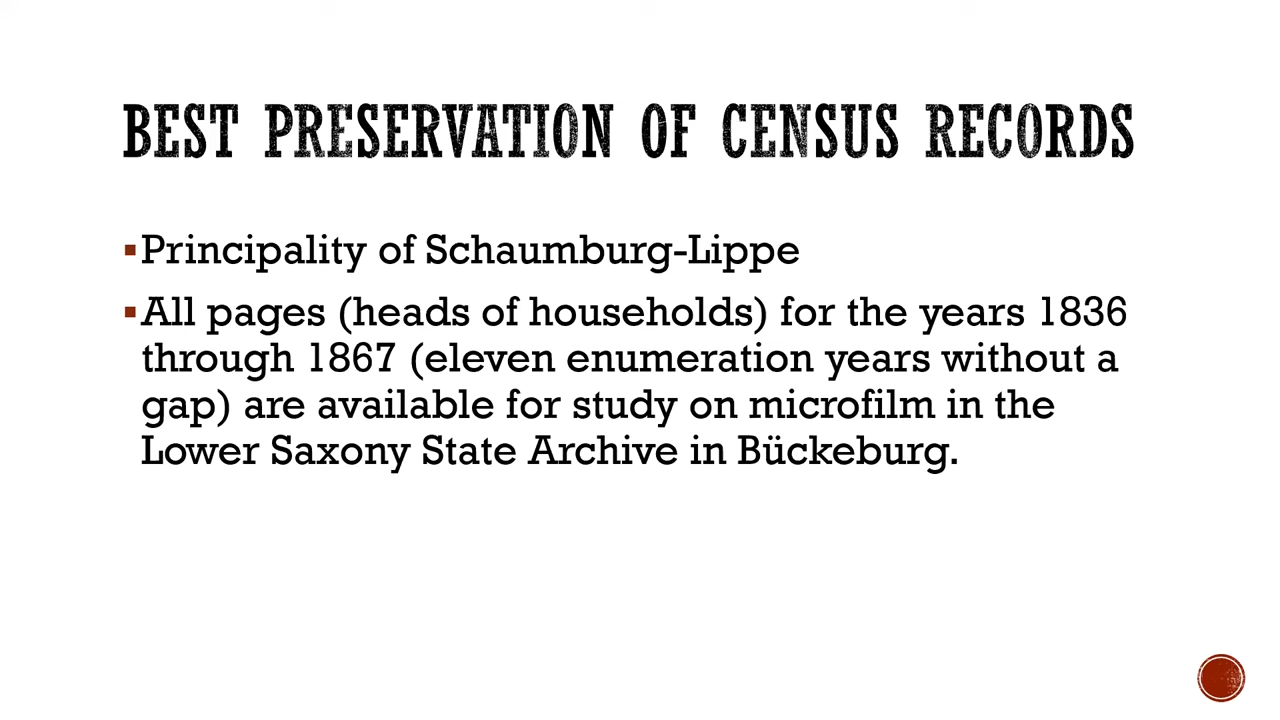 BEST PRESERVATION OF CENSUS RECORDS
▪Principality of Schaumburg-Lippe
▪All pages (heads of households) for the years 1836
through 1867 (eleven enumeration years without a
gap) are available for study on microfilm in the
Lower Saxony State Archive in Bückeburg.